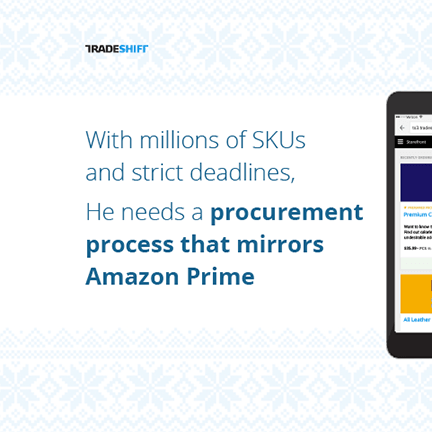 TRADESHIFT
With millions of SKUs
and strict deadlines,
He needs a procurement
process that mirrors
Amazon Prime
Storefront
Premium C
All Leather